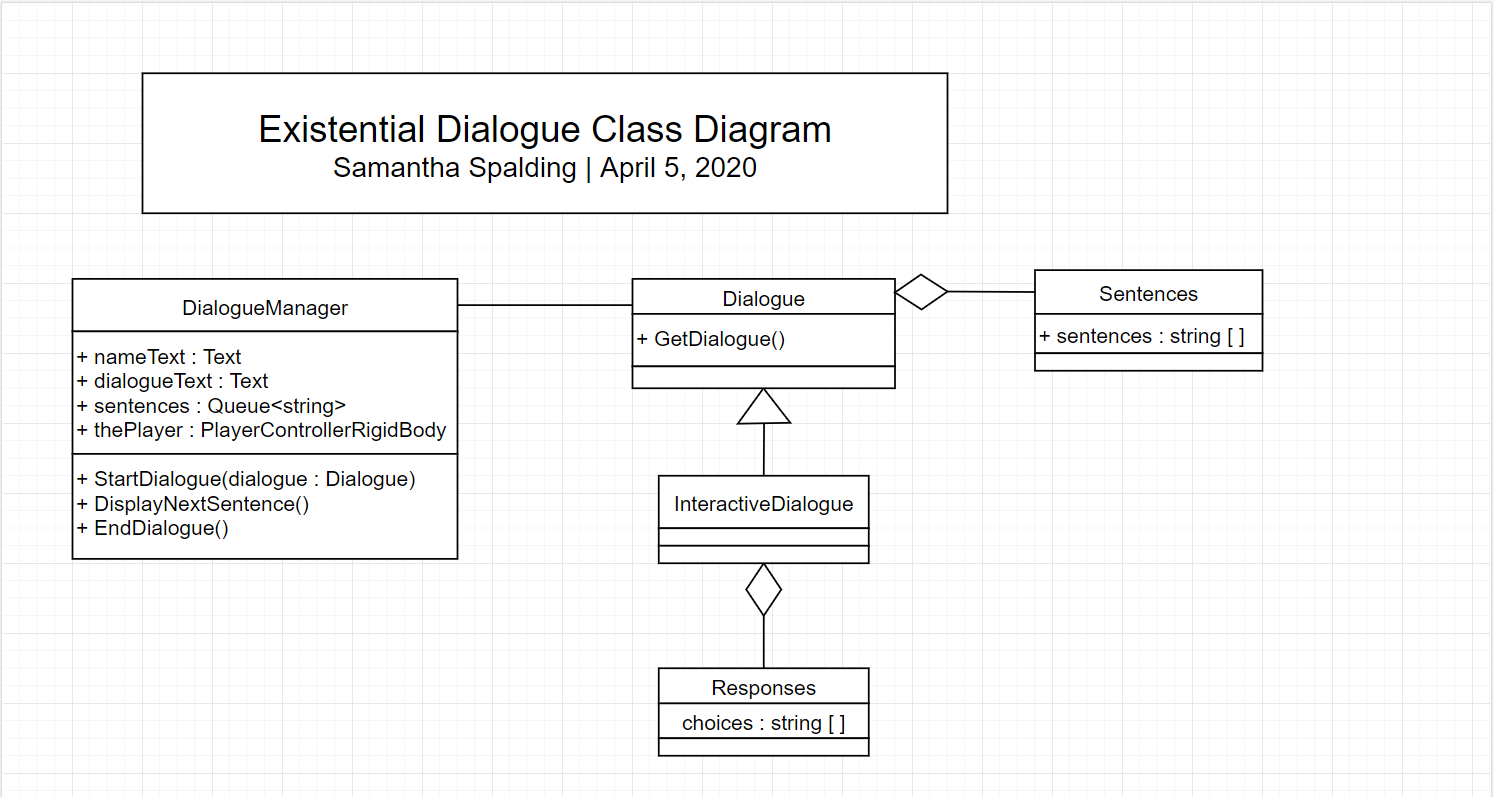 Existential Dialogue Class Diagram
Samantha Spalding | April 5, 2020
DialogueManager
+ nameText : Text
+ dialogueText : Text
+ sentences : Queue<string>
+ thePlayer : PlayerControllerRigidBody
+ StartDialogue(dialogue : Dialogue)
+ DisplayNextSentence()
+ EndDialogue()
Dialogue
+ GetDialogue()
Sentences
+ sentences : string [ ]
InteractiveDialogue
Responses
choices : string [ ]